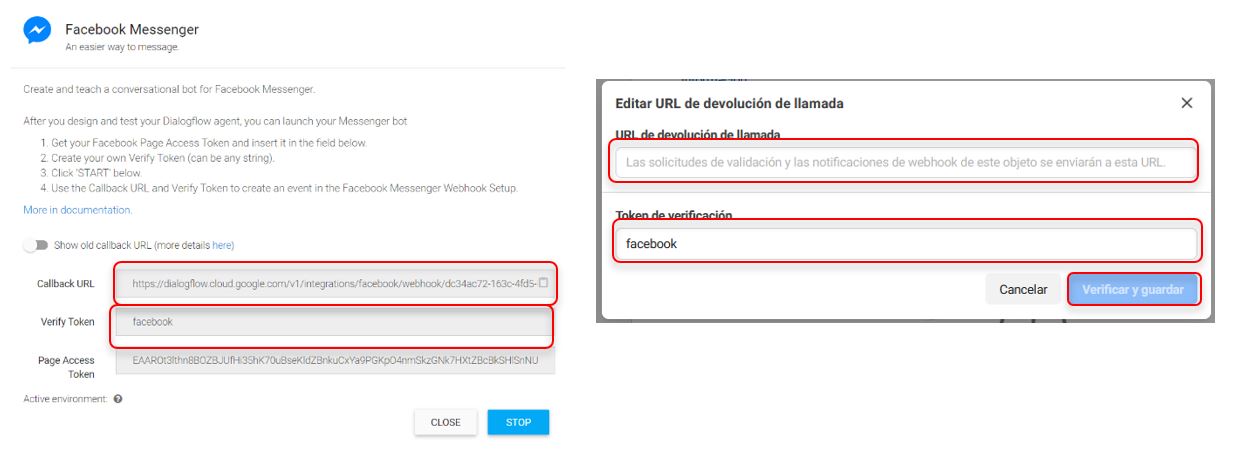 Facebook Messenger
An easier way to message.
Create and teach a conversational bot for Facebook Messenger.
After you design and test your Dialogflow agent, you can launch your Messenger bot
1. Get your Facebook Page Access Token and insert it in the field below.
2. Create your own Verify Token (can be any string).
3. Click 'START' below.
4. Use the Callback URL and Verify Token to create an event in the Facebook Messenger Webhook Setup.
More in documentation.
Show old callback URL (more details here)
Callback URL
https://dialogflow.cloud.google.com/v1/integrations/facebook/webhook/dc34ac72-163c-4fd5-
Verify Token
facebook
Page Access Token
Active environment:
CLOSE
STOP
Editar URL de devolución de llamada
URL de devolución de llamada
Las solicitudes de validación y las notificaciones de webhook de este objeto se enviarán a esta URL.
Token de verificación
facebook
Cancelar
Verificar y guardar